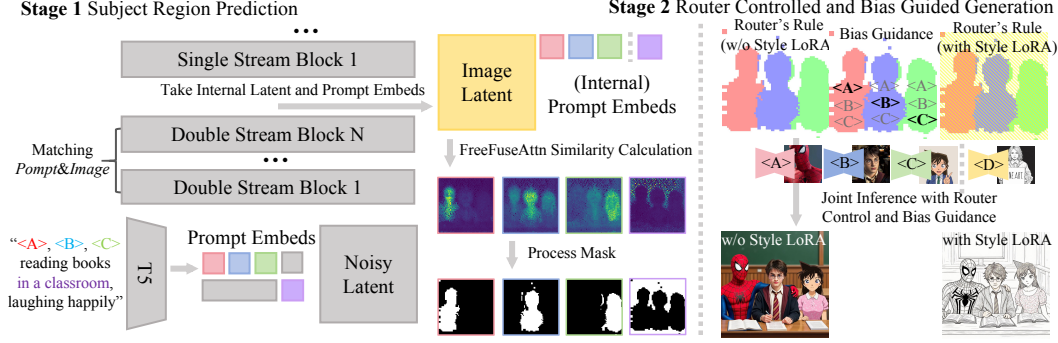 Stage 1 Subject Region Prediction
...
Single Stream Block 1
Take Internal Latent and Prompt Embeds
Double Stream Block N
...
Double Stream Block 1
Matching
Pompt&Image
"<A>, <B>, <C>
reading books
in a classroom,
laughing happily"
T5
Prompt Embeds
Noisy
Latent
Image
Latent
(Internal)
Prompt Embeds
FreeFuseAttn Similarity Calculation
Process Mask
Stage 2 Router Controlled and Bias Guided Generation
Router's Rule
(w/o Style LoRA)
Bias Guidance
Router's Rule
(with Style LoRA)
<A> <A> <A>
<B> <B> <B>
<C> <C> <C>
<A> <B> <C> <D>
Joint Inference with Router
Control and Bias Guidance
w/o Style LoRA
with Style LoRA